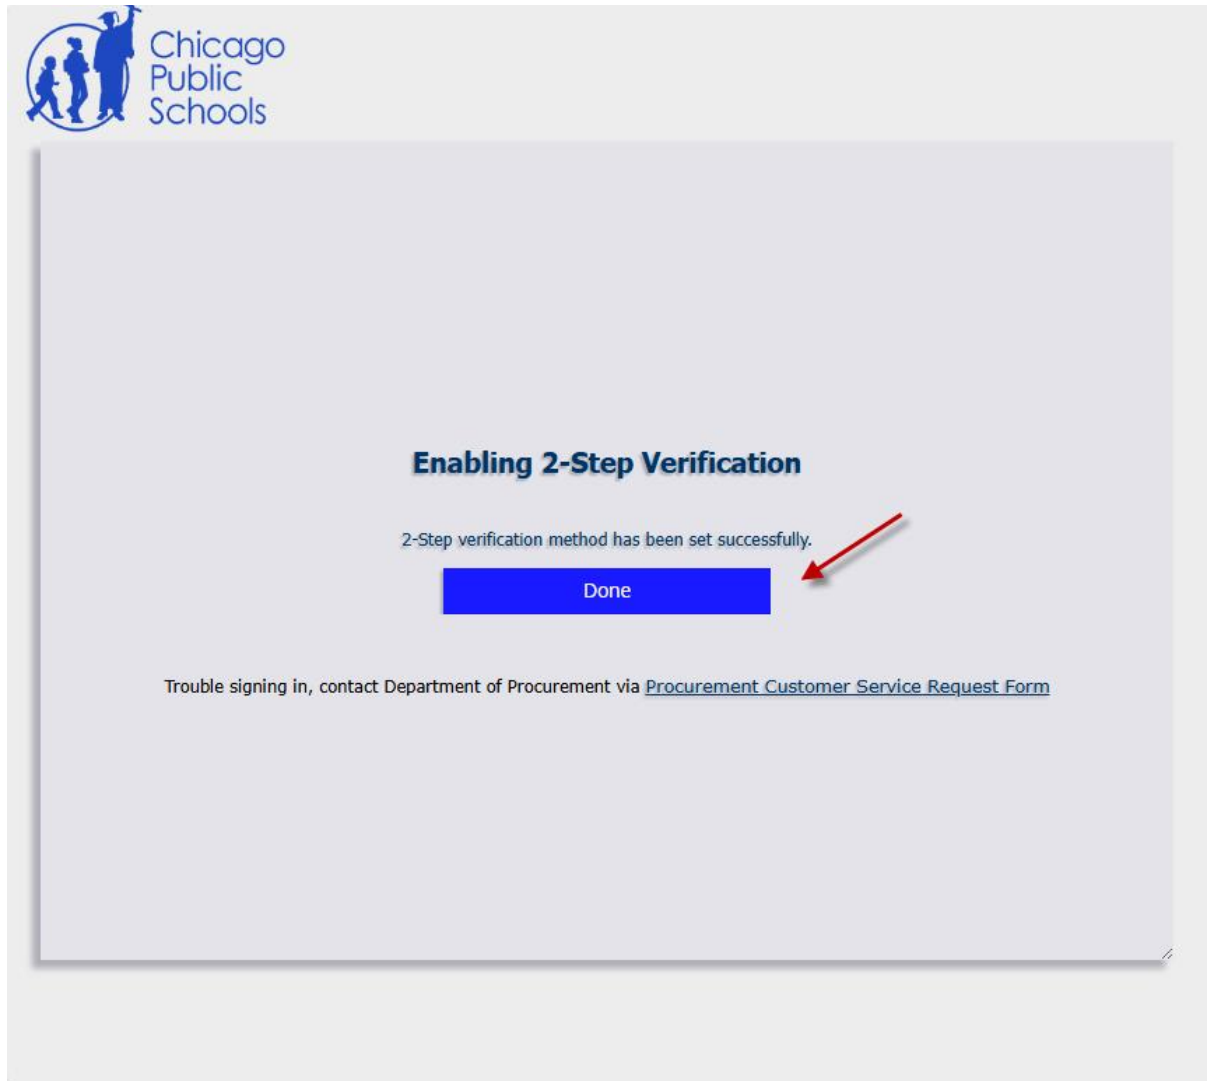 Chicago
Public
Schools
Enabling 2-Step Verification
2-Step verification method has been set successfully.
Done
Trouble signing in, contact Department of Procurement via Procurement Customer Service Request Form